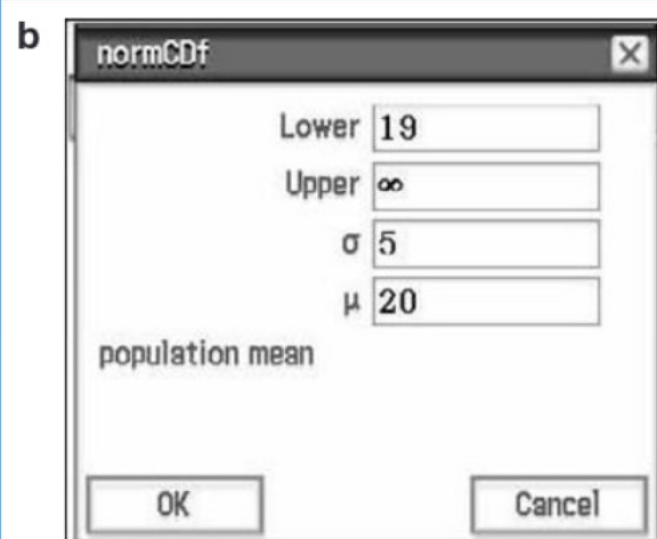 b
normCDf
Lower 19
Upper ∞
σ 5
μ 20
population mean
OK Cancel